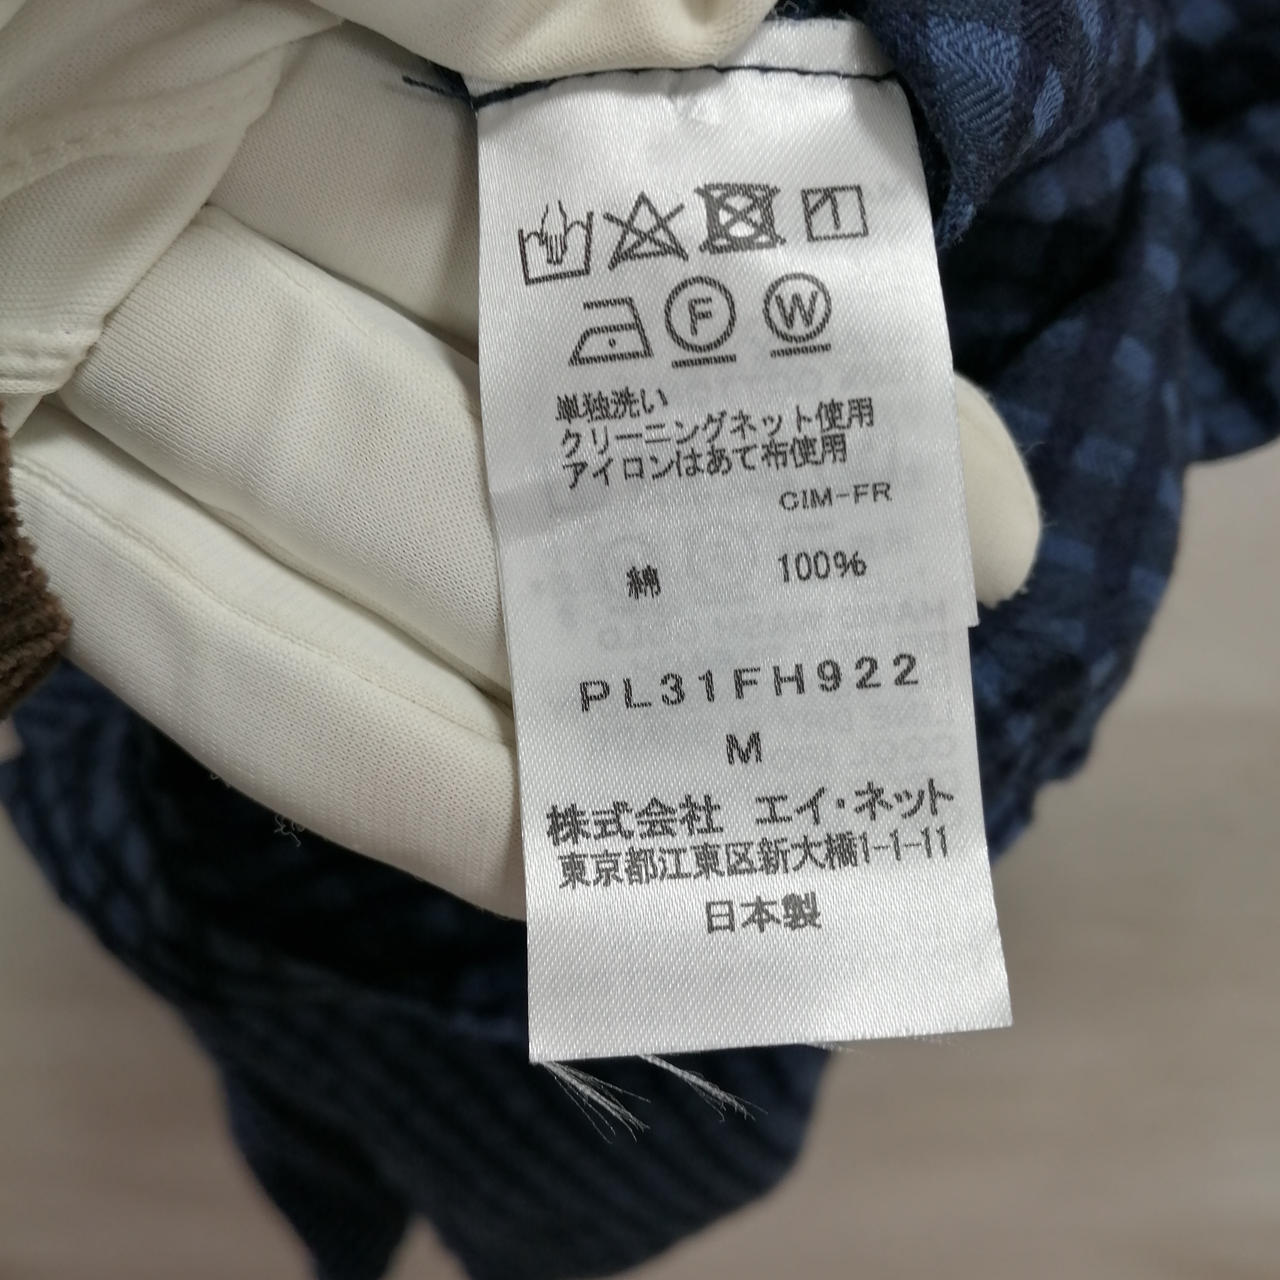 F W
単独洗い
クリーニングネット使用
アイロンはあて布使用
CIM-FR
綿 100%
PL31FH922
M
株式会社 エイ・ネット
東京都江東区新大橋1-1-11
日本製